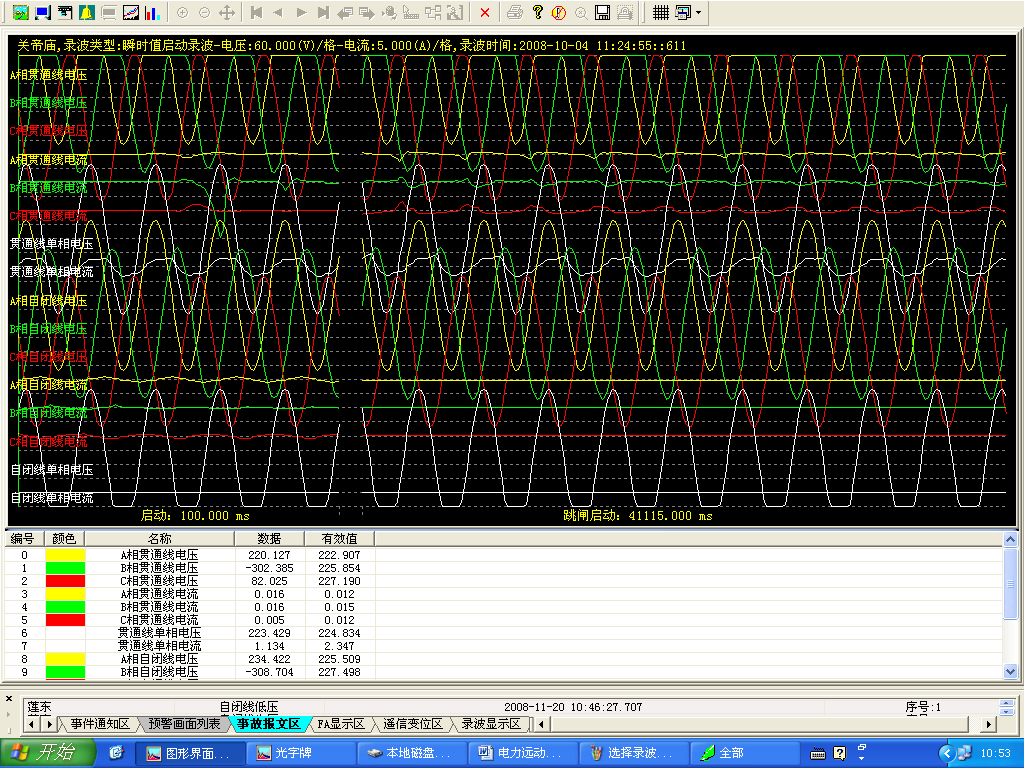 关帝庙,录波类型:瞬时值启动录波-电压:60.000(V)/格-电流:5.000(A)/格,录波时间:2008-10-04 11:24:55::611
A相贯通线电压
B相贯通线电压
C相贯通线电压
A相贯通线电流
B相贯通线电流
C相贯通线电流
贯通线单相电压
贯通线单相电流
A相自闭线电压
B相自闭线电压
C相自闭线电压
A相自闭线电流
B相自闭线电流
C相自闭线电流
自闭线单相电压
自闭线单相电流
启动: 100.000 ms 跳闸启动: 41115.000 ms
编号 颜色 名称 数据 有效值
0 A相贯通线电压 220.127 222.907
1 B相贯通线电压 -302.385 225.854
2 C相贯通线电压 82.025 227.190
3 A相贯通线电流 0.016 0.012
4 B相贯通线电流 0.016 0.015
5 C相贯通线电流 0.005 0.012
6 贯通线单相电压 223.429 224.834
7 贯通线单相电流 1.134 2.347
8 A相自闭线电压 234.422 225.509
9 B相自闭线电压 -308.704 227.498
莲东 自闭线低压 2008-11-20 10:46:27.707 序号:1
事件通知区 预警画面列表 事故报文区 FA显示区 遥信变位区 录波显示区
开始 图形界面... 光字牌 本地磁盘... 电力运动... 选择录波... 全部 10:53